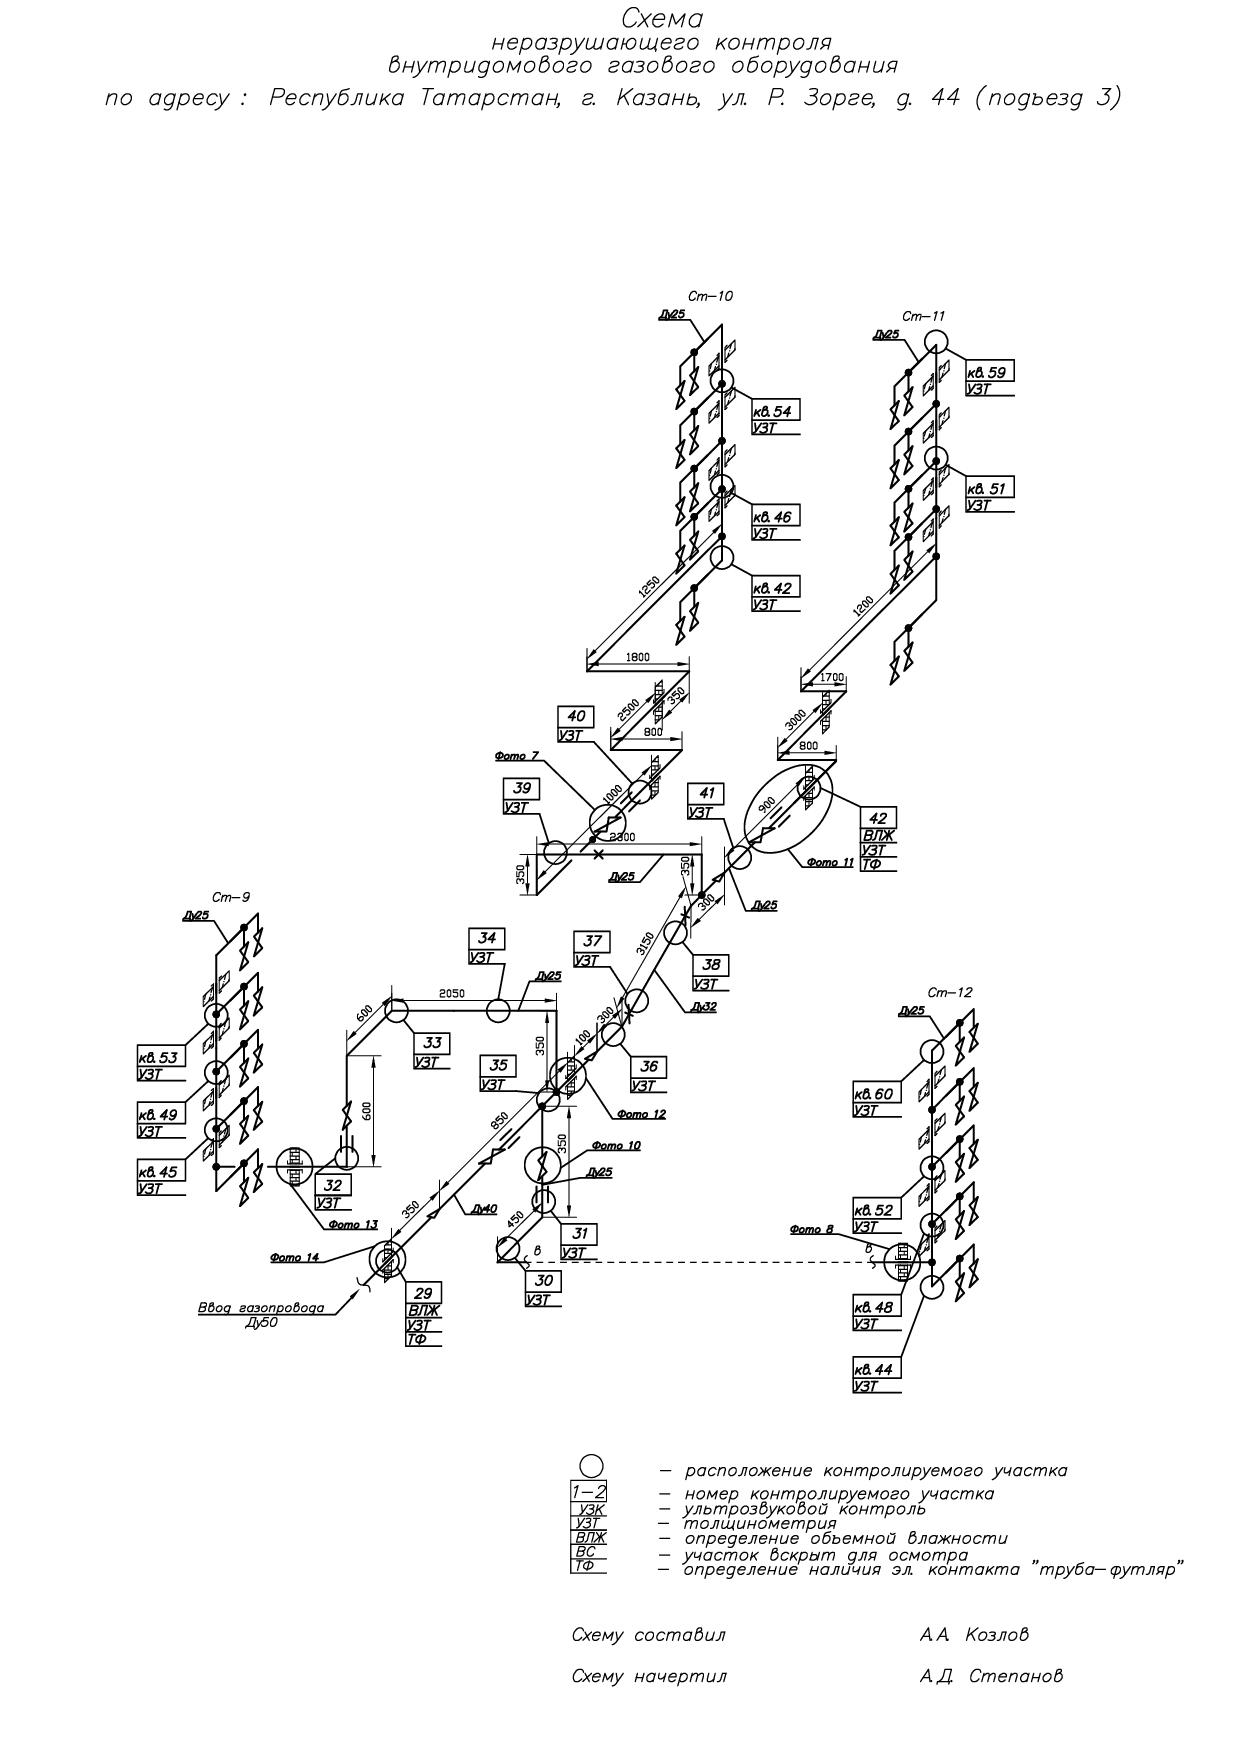 Схема
неразрушающего контроля
внутридомового газового оборудования
по адресу : Республика Татарстан, г. Казань, ул. Р. Зорге, д. 44 (подъезд 3)
Ст-10
Ду25
кв. 54
УЗТ
кв. 46
УЗТ
кв. 42
УЗТ
1250
1800
2500
350
800
40
УЗТ
Фото 7
1000
39
УЗТ
2300
350
Ду25
350
Ст-11
Ду25
кв. 59
УЗТ
кв. 51
УЗТ
1200
1700
3000
800
41
УЗТ
900
42
ВЛЖ
УЗТ
ТФ
Фото 11
Ду25
300
Ст-9
Ду25
кв. 53
УЗТ
кв. 49
УЗТ
кв. 45
УЗТ
34
УЗТ
2050
Ду25
600
33
УЗТ
600
350
35
УЗТ
37
УЗТ
3150
38
УЗТ
Ду32
300
100
36
УЗТ
Фото 12
850
350
Фото 10
Ду25
32
УЗТ
Фото 13
350
Ду40
450
31
УЗТ
Фото 14
30
УЗТ
в
29
ВЛЖ
УЗТ
ТФ
Ввод газопровода
Ду50
Ст-12
Ду25
кв. 60
УЗТ
кв. 52
УЗТ
Фото 8
в
кв. 48
УЗТ
кв. 44
УЗТ
– расположение контролируемого участка
1-2 – номер контролируемого участка
УЗК – ультрозвуковой контроль
УЗТ – толщинометрия
ВЛЖ – определение объемной влажности
ВС – участок вскрыт для осмотра
ТФ – определение наличия эл. контакта "труба-футляр"
Схему составил А.А. Козлов
Схему начертил А.Д. Степанов